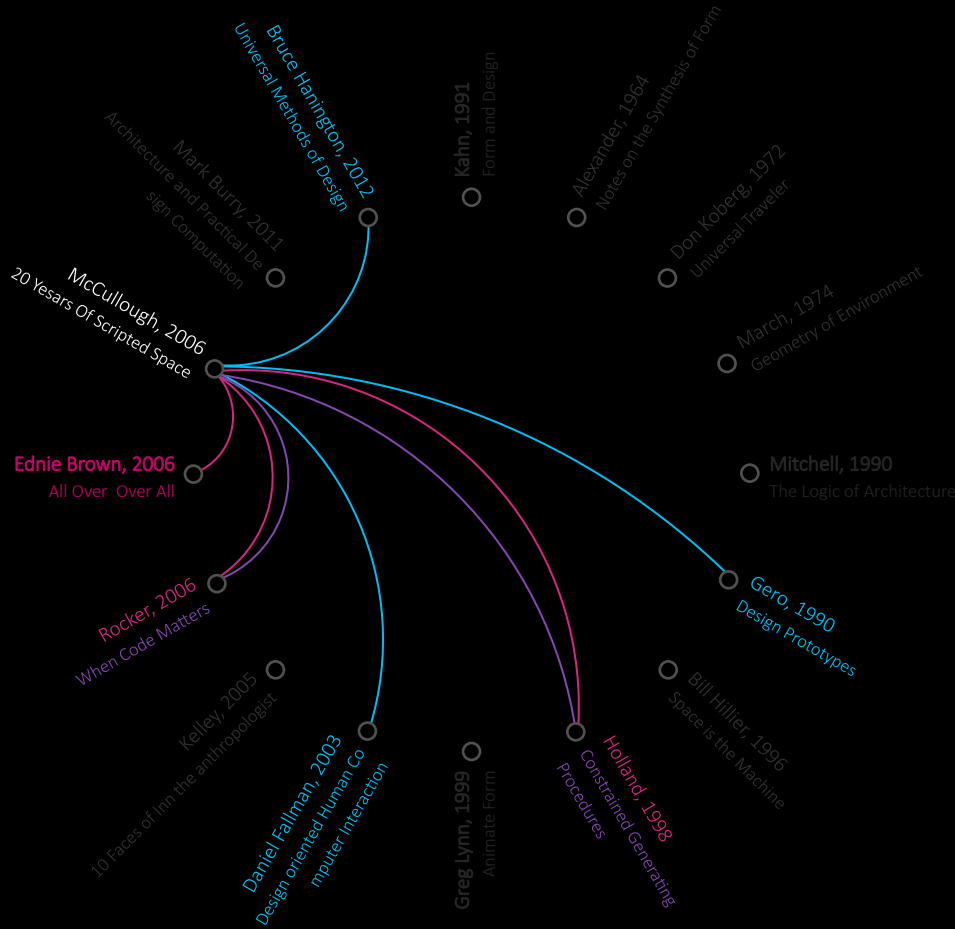 Bruce Hanington, 2012
Universal Methods of Design
Kahn, 1991
Form and Design
Alexander, 1964
Notes on the Synthesis of Form
Don Koberg, 1972
Universal Traveler
March, 1974
Geometry of Environment
Mitchell, 1990
The Logic of Architecture
Gero, 1990
Design Prototypes
Bill Hillier, 1996
Space is the Machine
Holland, 1998
Constrained Generating
Procedures
Greg Lynn, 1999
Animate Form
Daniel Fallman, 2003
Design oriented Human Co
mputer Interaction
Kelley, 2005
10 Faces of Inn the anthropologist
Rocker, 2006
When Code Matters
Ednie Brown, 2006
All Over  Over All
McCullough, 2006
20 Yesars Of Scripted Space
Mark Burry, 2011
Architecture and Practical De
sign Computation